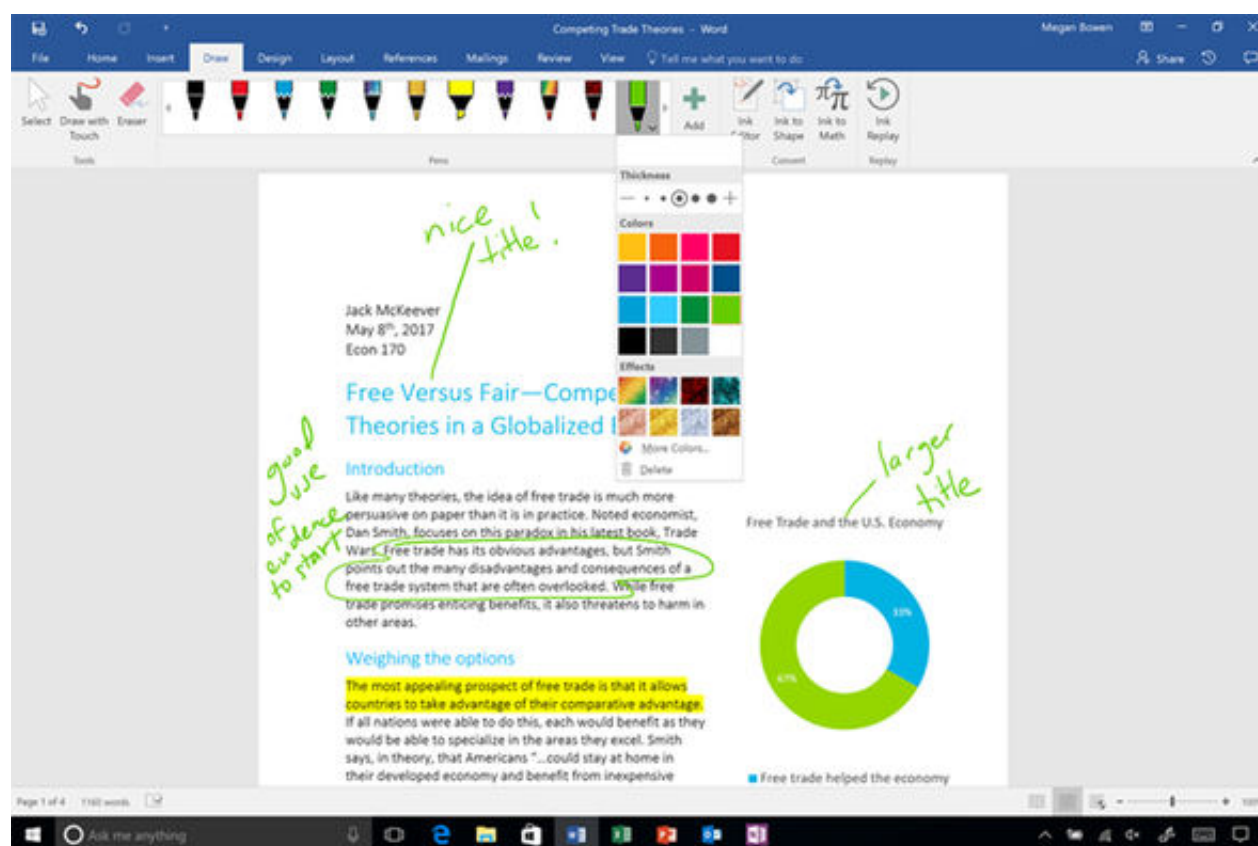 Competing Trade Theories - Word
Megan Bowen
File Home Insert Draw Design Layout References Mailings Review View Tell me what you want to do Share
Select Draw with Touch Eraser
Add
Ink Editor Ink to Shape Ink to Math Ink Replay
Tools Pens Convert Replay
Thickness
Colors
Effects
More Colors...
Delete
nice title!
Jack McKeever
May 8th, 2017
Econ 170
Free Versus Fair—Compe
Theories in a Globalized
good use of evidence to start
Introduction
Like many theories, the idea of free trade is much more
persuasive on paper than it is in practice. Noted economist,
Dan Smith, focuses on this paradox in his latest book, Trade
Wars. Free trade has its obvious advantages, but Smith
points out the many disadvantages and consequences of a
free trade system that are often overlooked. While free
trade promises enticing benefits, it also threatens to harm in
other areas.
Weighing the options
The most appealing prospect of free trade is that it allows
countries to take advantage of their comparative advantage.
If all nations were able to do this, each would benefit as they
would be able to specialize in the areas they excel. Smith
says, in theory, that Americans "...could stay at home in
their developed economy and benefit from inexpensive
larger title
Free Trade and the U.S. Economy
33%
67%
Free trade helped the economy
Page 1 of 4 1160 words
Ask me anything